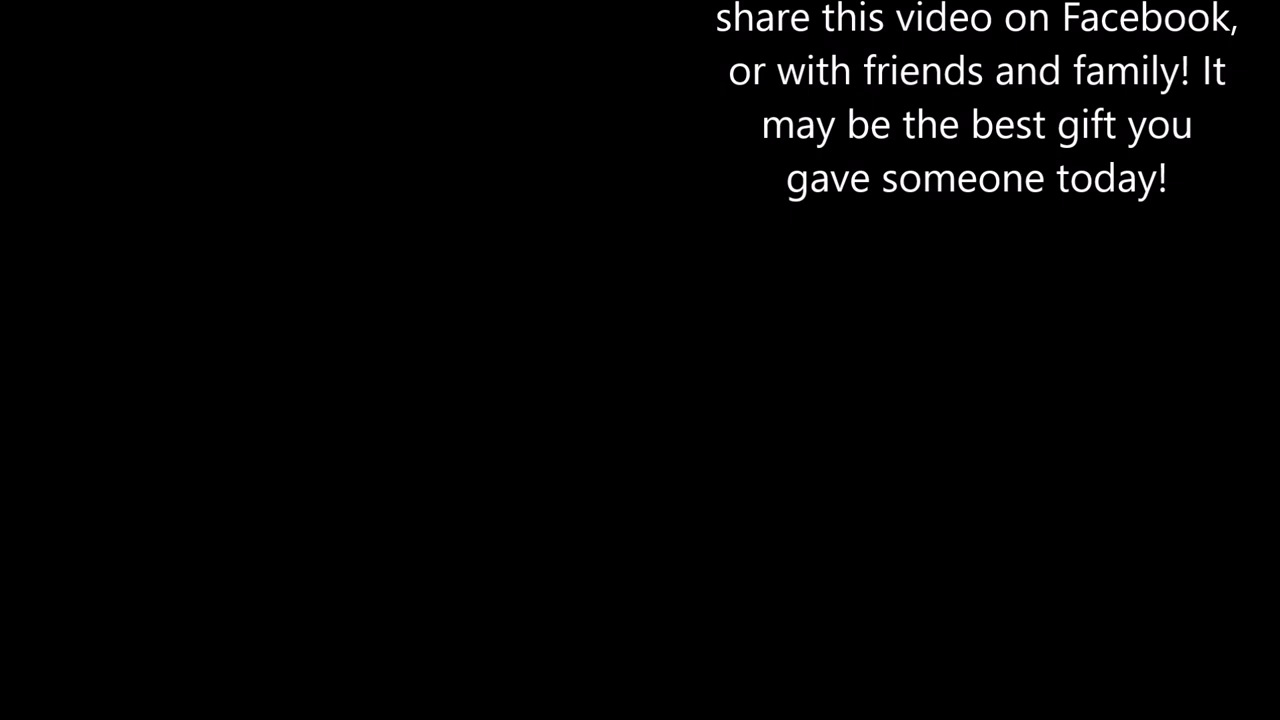 share this video on Facebook,
or with friends and family! It
may be the best gift you
gave someone today!